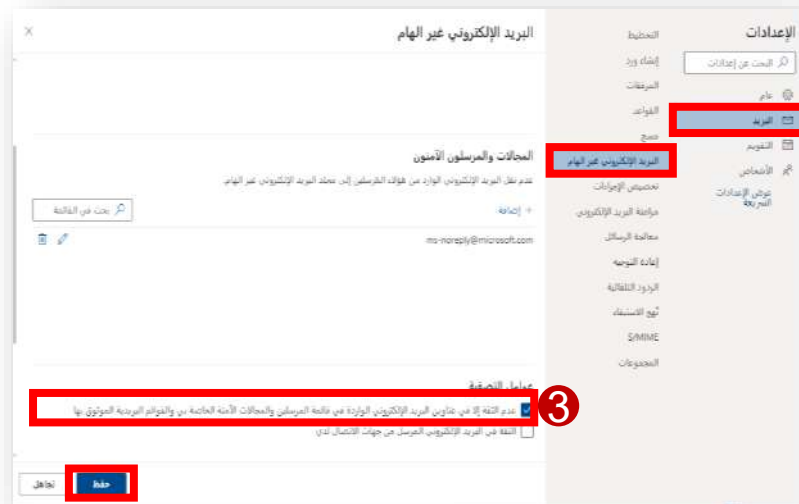 الإعدادات
البحث عن إعدادات
عام
البريد
التقويم
الأشخاص
عرض الإعدادات
السريعة
التخطيط
إنشاء ورد
المرفقات
القواعد
مسح
البريد الإلكتروني غير الهام
تخصيص الإجراءات
مزامنة البريد الإلكتروني
معالجة الرسائل
إعادة التوجيه
الردود التلقائية
نُهج الاستبقاء
S/MIME
المجموعات
البريد الإلكتروني غير الهام
المجالات والمرسلون الآمنون
عدم نقل البريد الإلكتروني الوارد من هؤلاء المرسلين إلى مجلد البريد الإلكتروني غير الهام.
+ إضافة
بحث في القائمة
ms-noreply@microsoft.com
عوامل التصفية
عدم الثقة إلا في عناوين البريد الإلكتروني الواردة في قائمة المرسلين والمجالات الآمنة الخاصة بي والقوائم البريدية الموثوق بها
3
الثقة في البريد الإلكتروني المرسل من جهات الاتصال لدي
حفظ
تجاهل